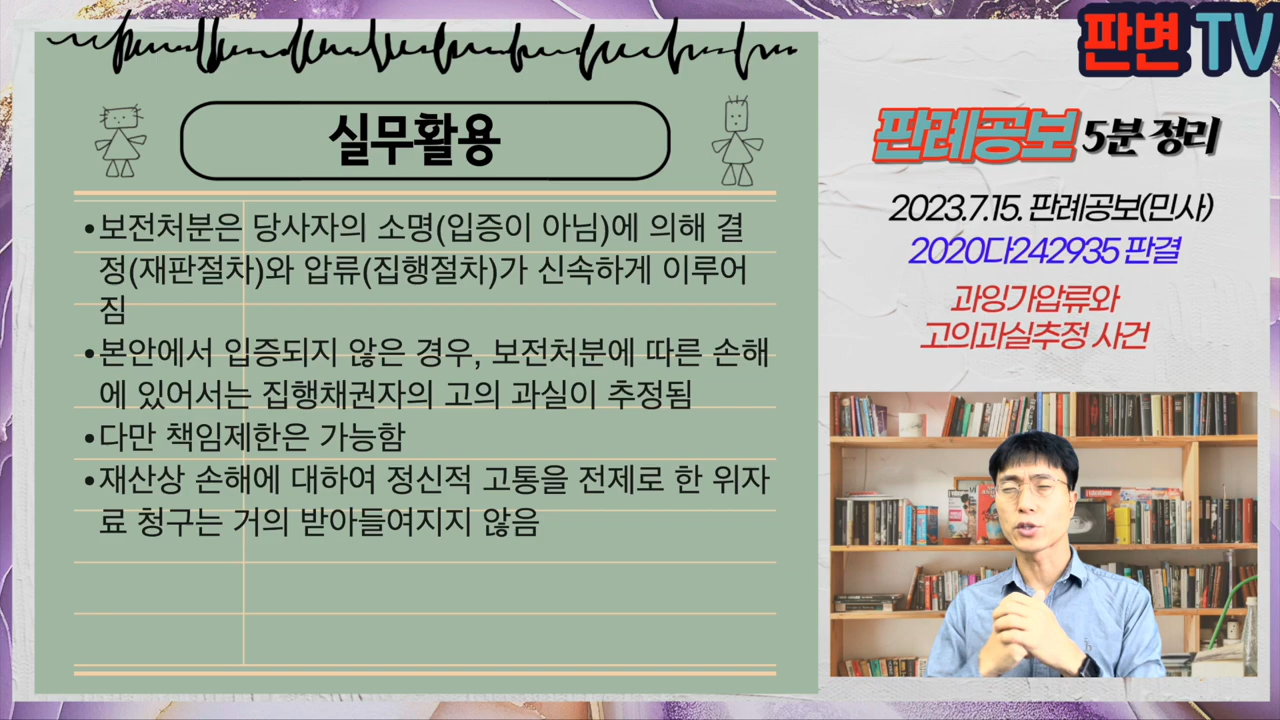 판변 TV
실무활용
•보전처분은 당사자의 소명(입증이 아님)에 의해 결
정(재판절차)와 압류(집행절차)가 신속하게 이루어
짐
•본안에서 입증되지 않은 경우, 보전처분에 따른 손해
에 있어서는 집행채권자의 고의 과실이 추정됨
•다만 책임제한은 가능함
•재산상 손해에 대하여 정신적 고통을 전제로 한 위자
료 청구는 거의 받아들여지지 않음
판례공보 5분 정리
2023.7.15. 판례공보(민사)
2020다242935 판결
과잉가압류와
고의과실추정 사건